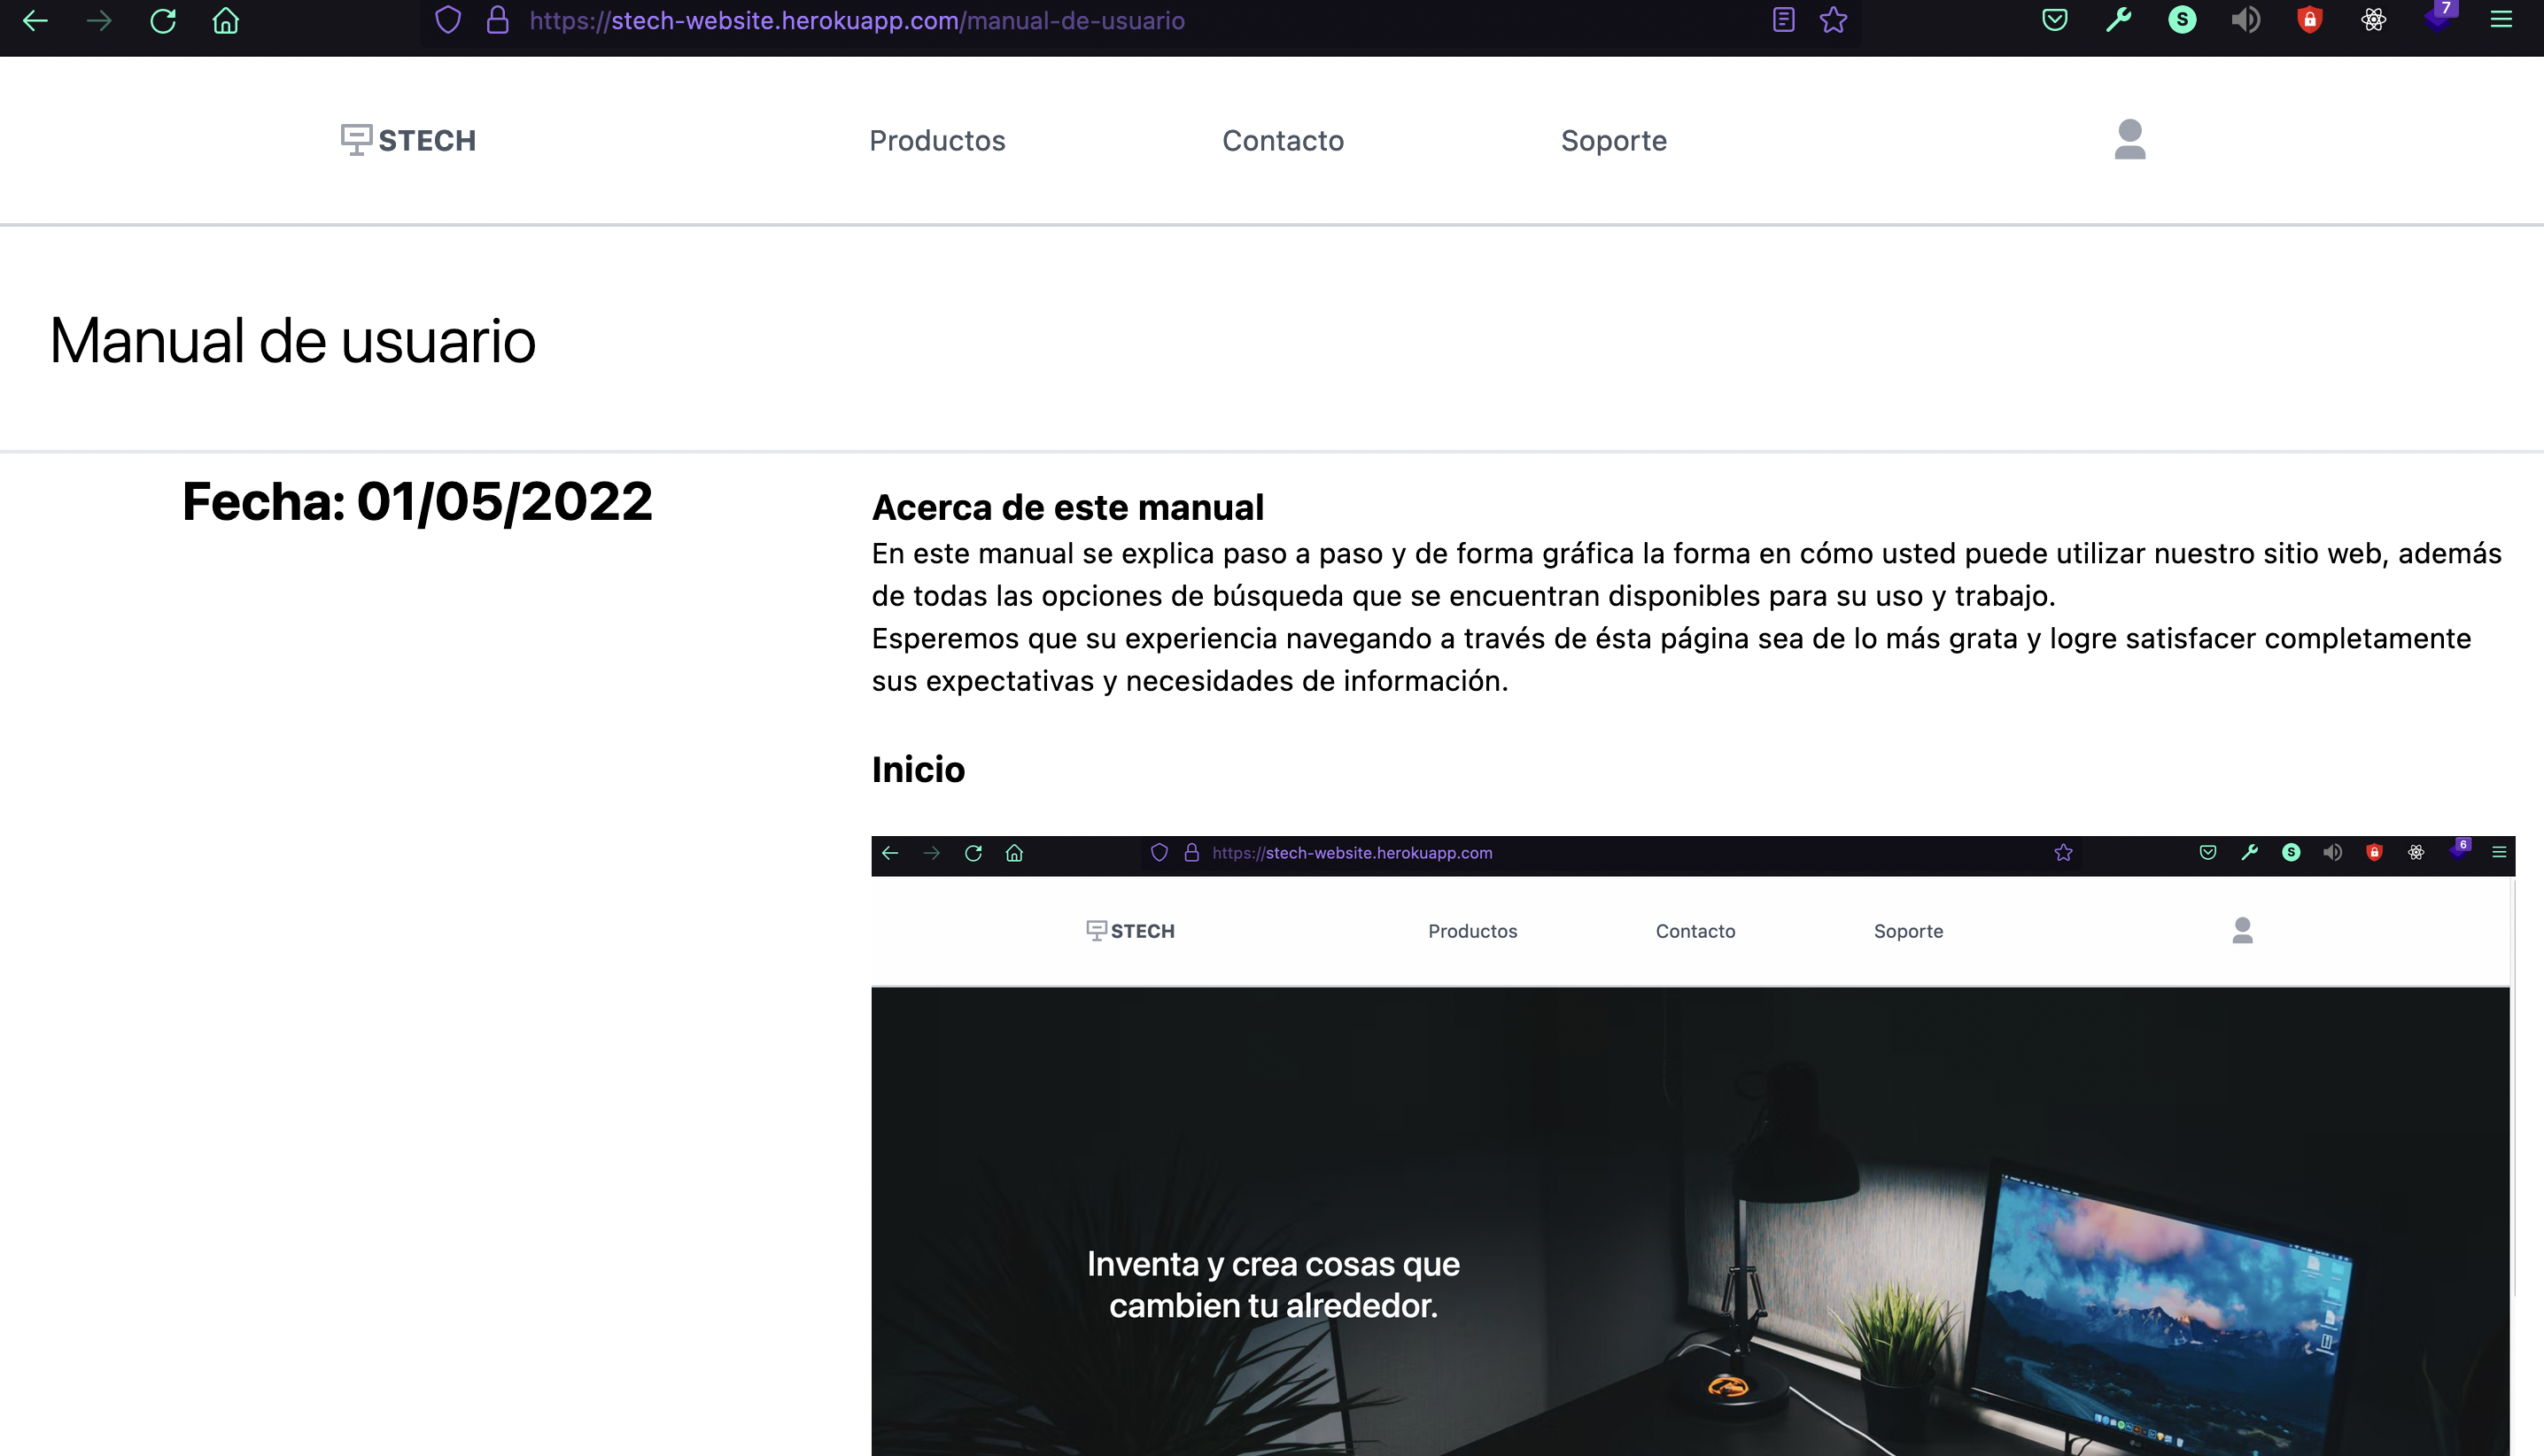 https://stech-website.herokuapp.com/manual-de-usuario
S
7
STECH
Productos
Contacto
Soporte
Manual de usuario
Fecha: 01/05/2022
Acerca de este manual
En este manual se explica paso a paso y de forma gráfica la forma en cómo usted puede utilizar nuestro sitio web, además
de todas las opciones de búsqueda que se encuentran disponibles para su uso y trabajo.
Esperemos que su experiencia navegando a través de ésta página sea de lo más grata y logre satisfacer completamente
sus expectativas y necesidades de información.
Inicio
https://stech-website.herokuapp.com
S
6
STECH
Productos
Contacto
Soporte
Inventa y crea cosas que
cambien tu alrededor.